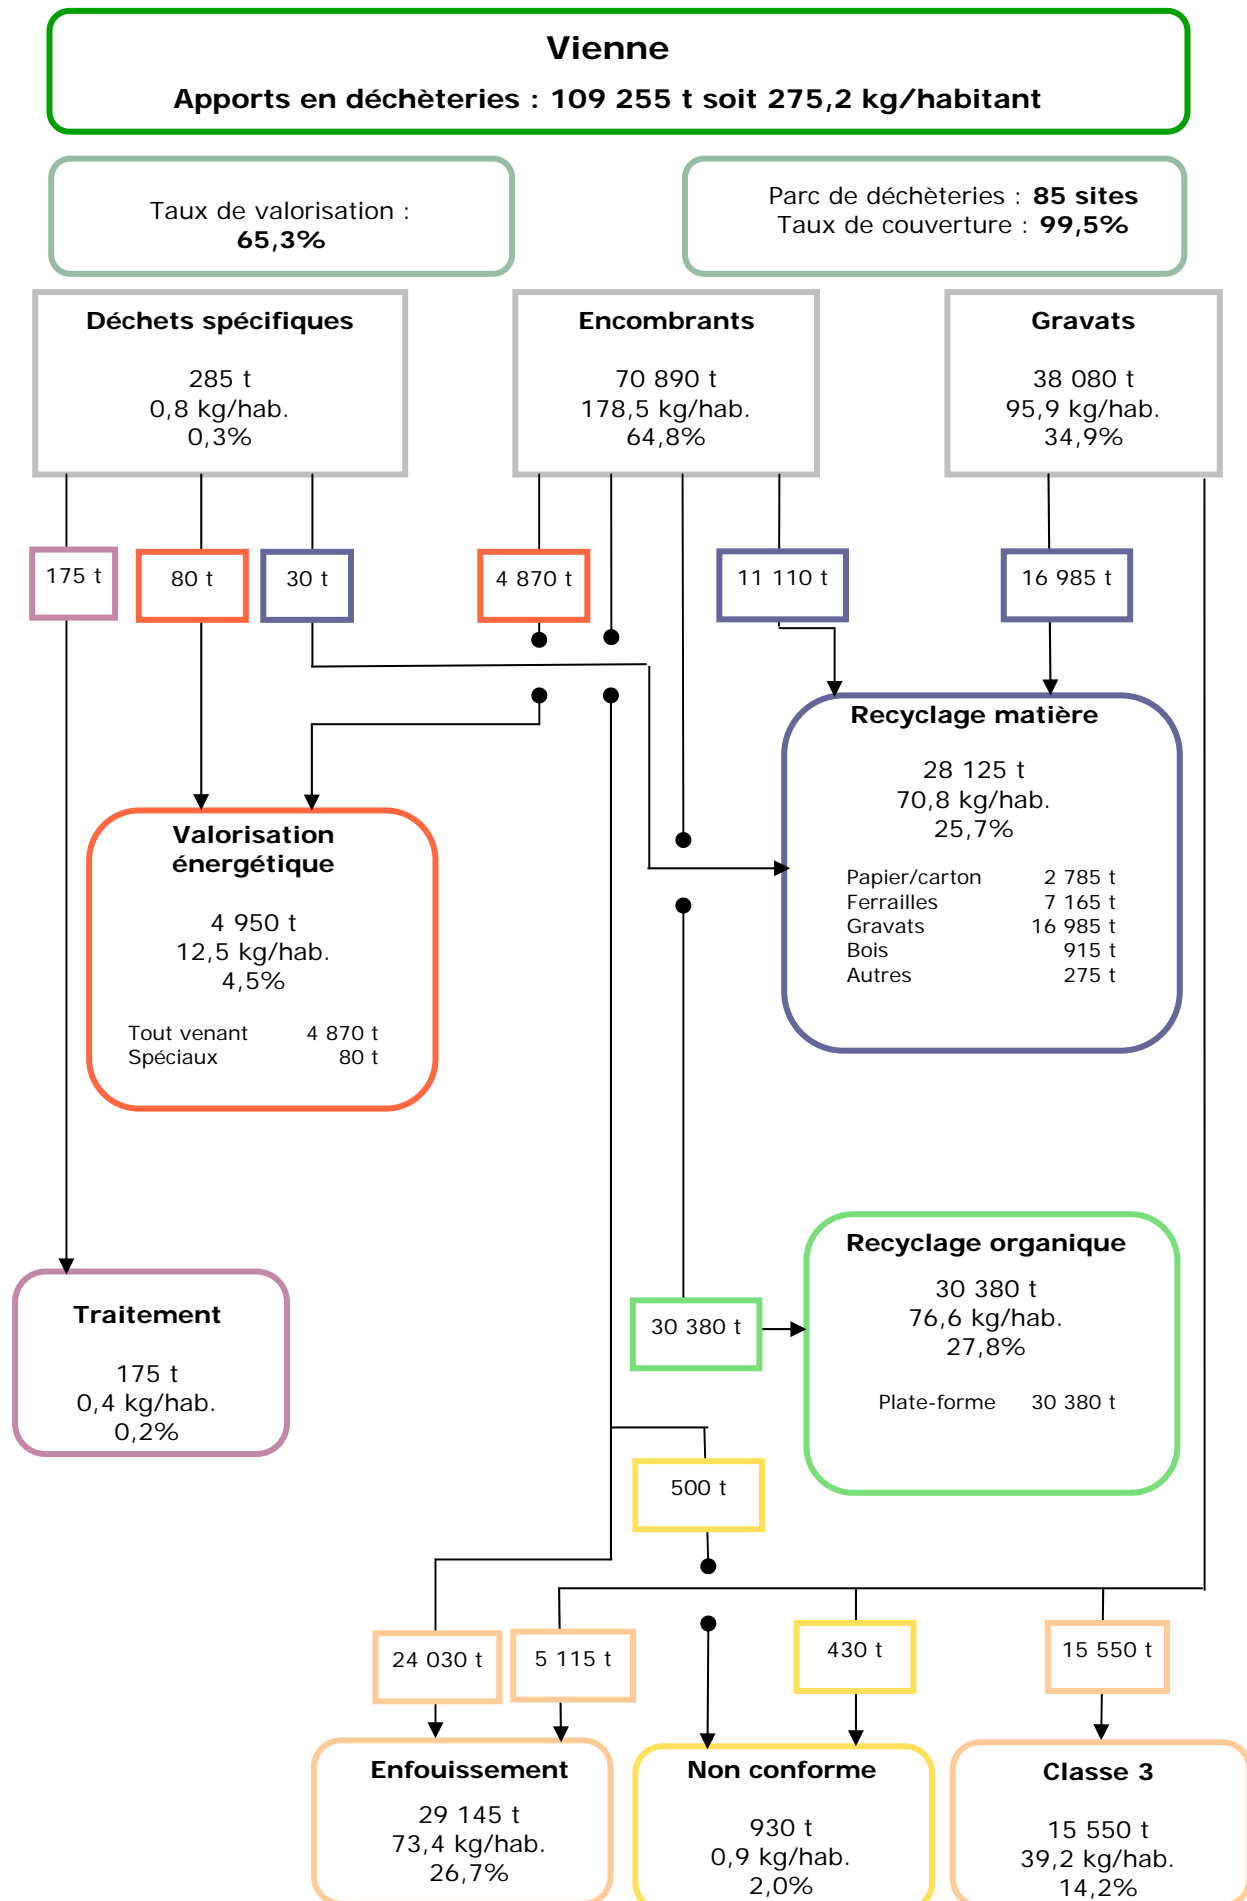 Vienne
Apports en déchèteries : 109 255 t soit 275,2 kg/habitant
Taux de valorisation :
65,3%
Parc de déchèteries : 85 sites
Taux de couverture : 99,5%
Déchets spécifiques
285 t
0,8 kg/hab.
0,3%
Encombrants
70 890 t
178,5 kg/hab.
64,8%
Gravats
38 080 t
95,9 kg/hab.
34,9%
175 t
80 t
30 t
4 870 t
11 110 t
16 985 t
Recyclage matière
28 125 t
70,8 kg/hab.
25,7%
Papier/carton 2 785 t
Ferrailles 7 165 t
Gravats 16 985 t
Bois 915 t
Autres 275 t
Valorisation
énergétique
4 950 t
12,5 kg/hab.
4,5%
Tout venant 4 870 t
Spéciaux 80 t
Recyclage organique
30 380 t
76,6 kg/hab.
27,8%
Plate-forme 30 380 t
30 380 t
Traitement
175 t
0,4 kg/hab.
0,2%
500 t
24 030 t
5 115 t
430 t
15 550 t
Enfouissement
29 145 t
73,4 kg/hab.
26,7%
Non conforme
930 t
0,9 kg/hab.
2,0%
Classe 3
15 550 t
39,2 kg/hab.
14,2%